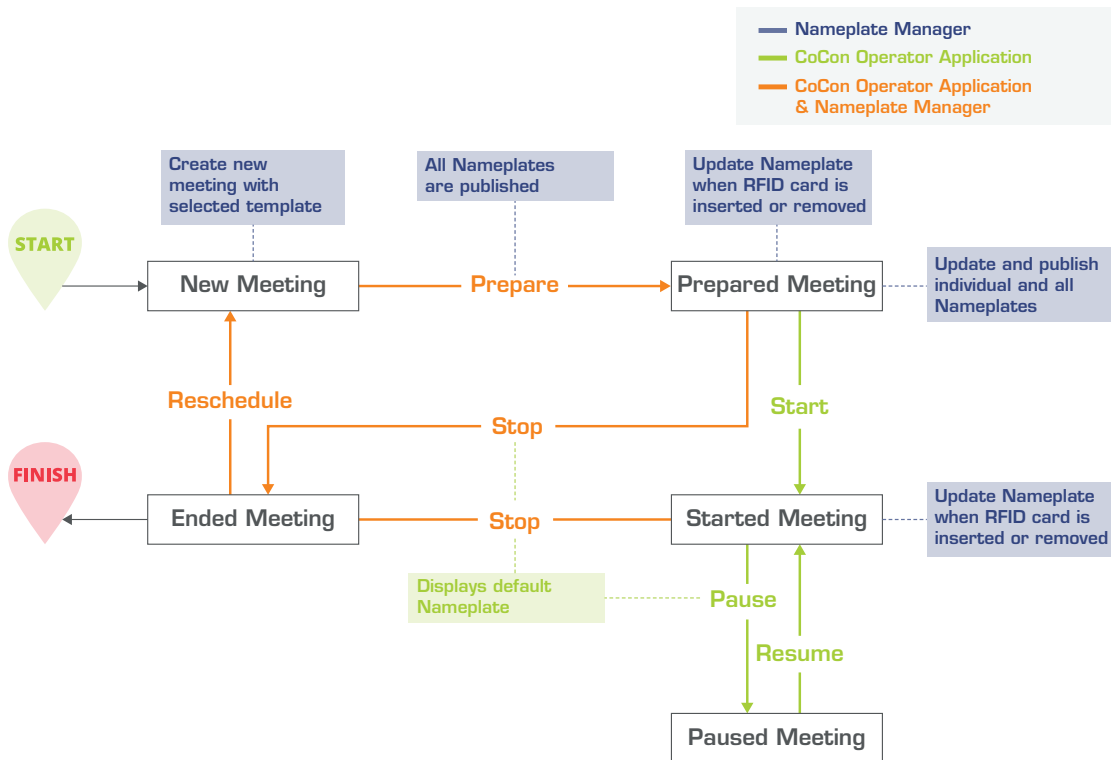 Nameplate Manager
CoCon Operator Application
CoCon Operator Application
& Nameplate Manager
Create new
meeting with
selected template
All Nameplates
are published
Update Nameplate
when RFID card is
inserted or removed
START
New Meeting
Prepare
Prepared Meeting
Update and publish
individual and all
Nameplates
Reschedule
Stop
Start
FINISH
Ended Meeting
Stop
Started Meeting
Update Nameplate
when RFID card is
inserted or removed
Displays default
Nameplate
Pause
Resume
Paused Meeting